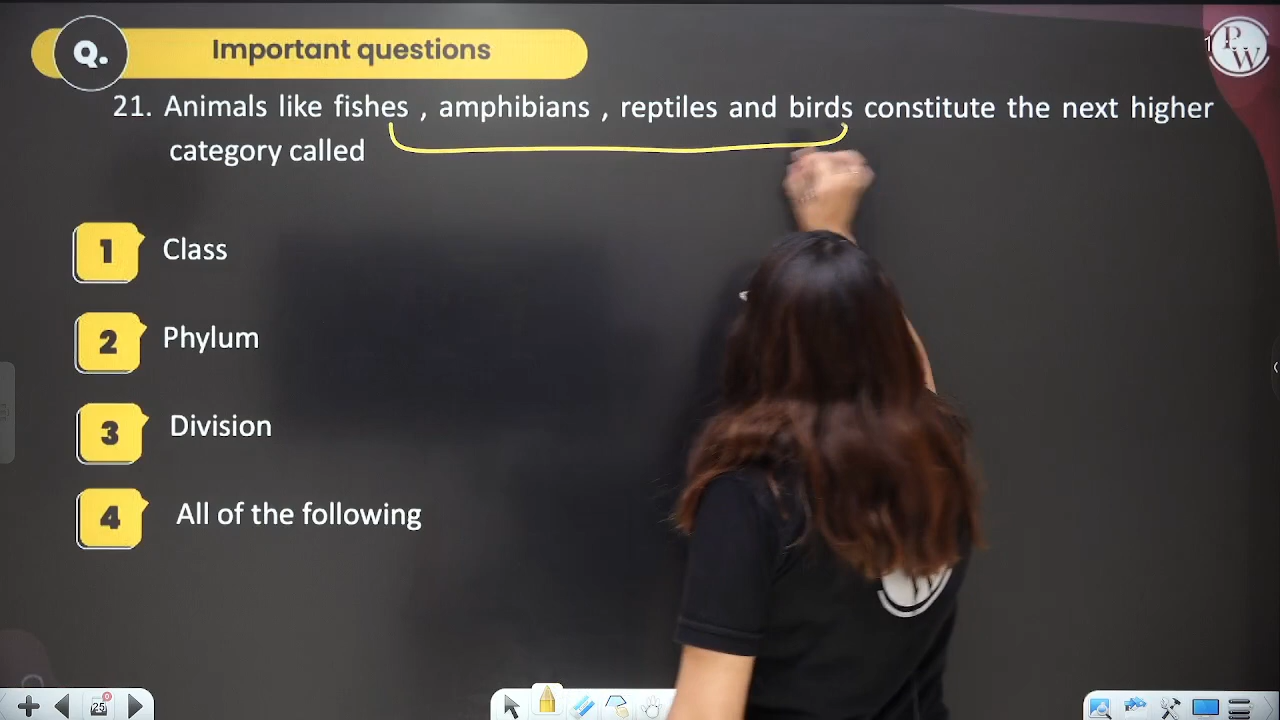 Q. Important questions
P
W
21. Animals like fishes , amphibians , reptiles and birds constitute the next higher
category called
1 Class
2 Phylum
3 Division
4 All of the following
25